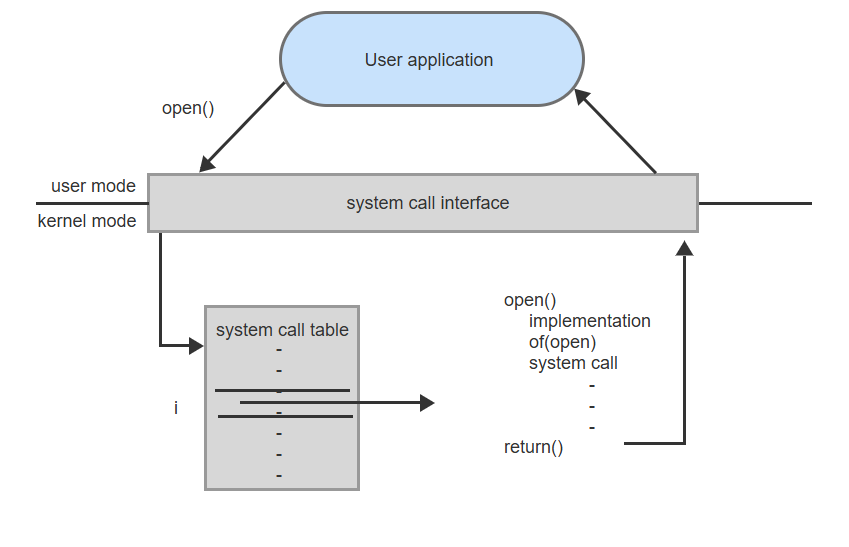 User application
open()
user mode
system call interface
kernel mode
system call table
-
-
-
-
-
-
-
i
open()
implementation
of(open)
system call
-
-
-
return()